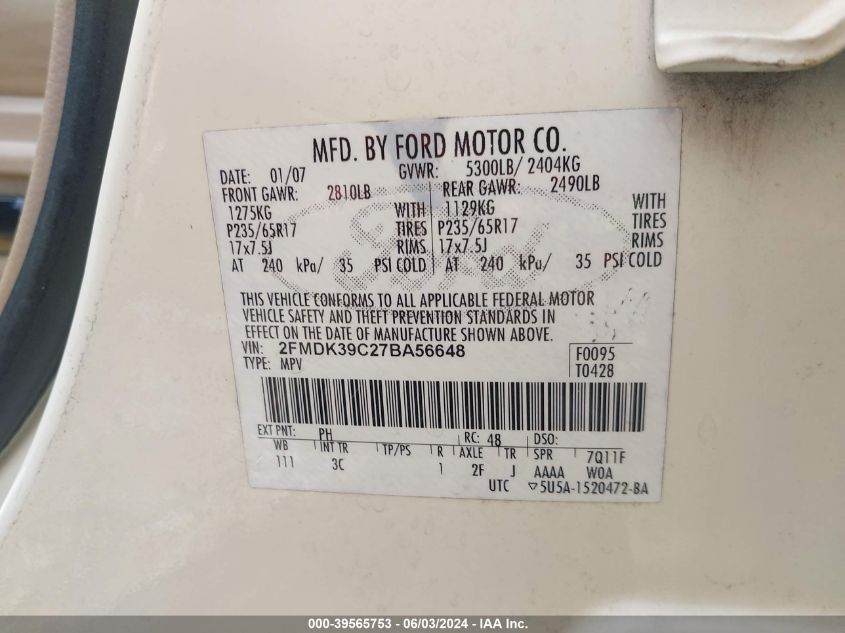 MFD. BY FORD MOTOR CO.
DATE: 01/07 GVWR: 5300LB/ 2404KG
FRONT GAWR: 2810LB REAR GAWR: 2490LB
1275KG WITH 1129KG WITH
P235/65R17 TIRES P235/65R17 TIRES
17x7.5J RIMS 17x7.5J RIMS
AT 240 kPa/ 35 PSI COLD AT 240 kPa/ 35 PSI COLD
Ford
THIS VEHICLE CONFORMS TO ALL APPLICABLE FEDERAL MOTOR
VEHICLE SAFETY AND THEFT PREVENTION STANDARDS IN
EFFECT ON THE DATE OF MANUFACTURE SHOWN ABOVE.
VIN: 2FMDK39C27BA56648 F0095
TYPE: MPV T0428
EXT PNT: PH RC: 48 DSO:
WB INT TR TP/PS R AXLE TR SPR 7Q11F
111 3C 1 2F J AAAA W0A
UTC ▽5U5A-1520472-BA
000-39565753 - 06/03/2024 - IAA Inc.